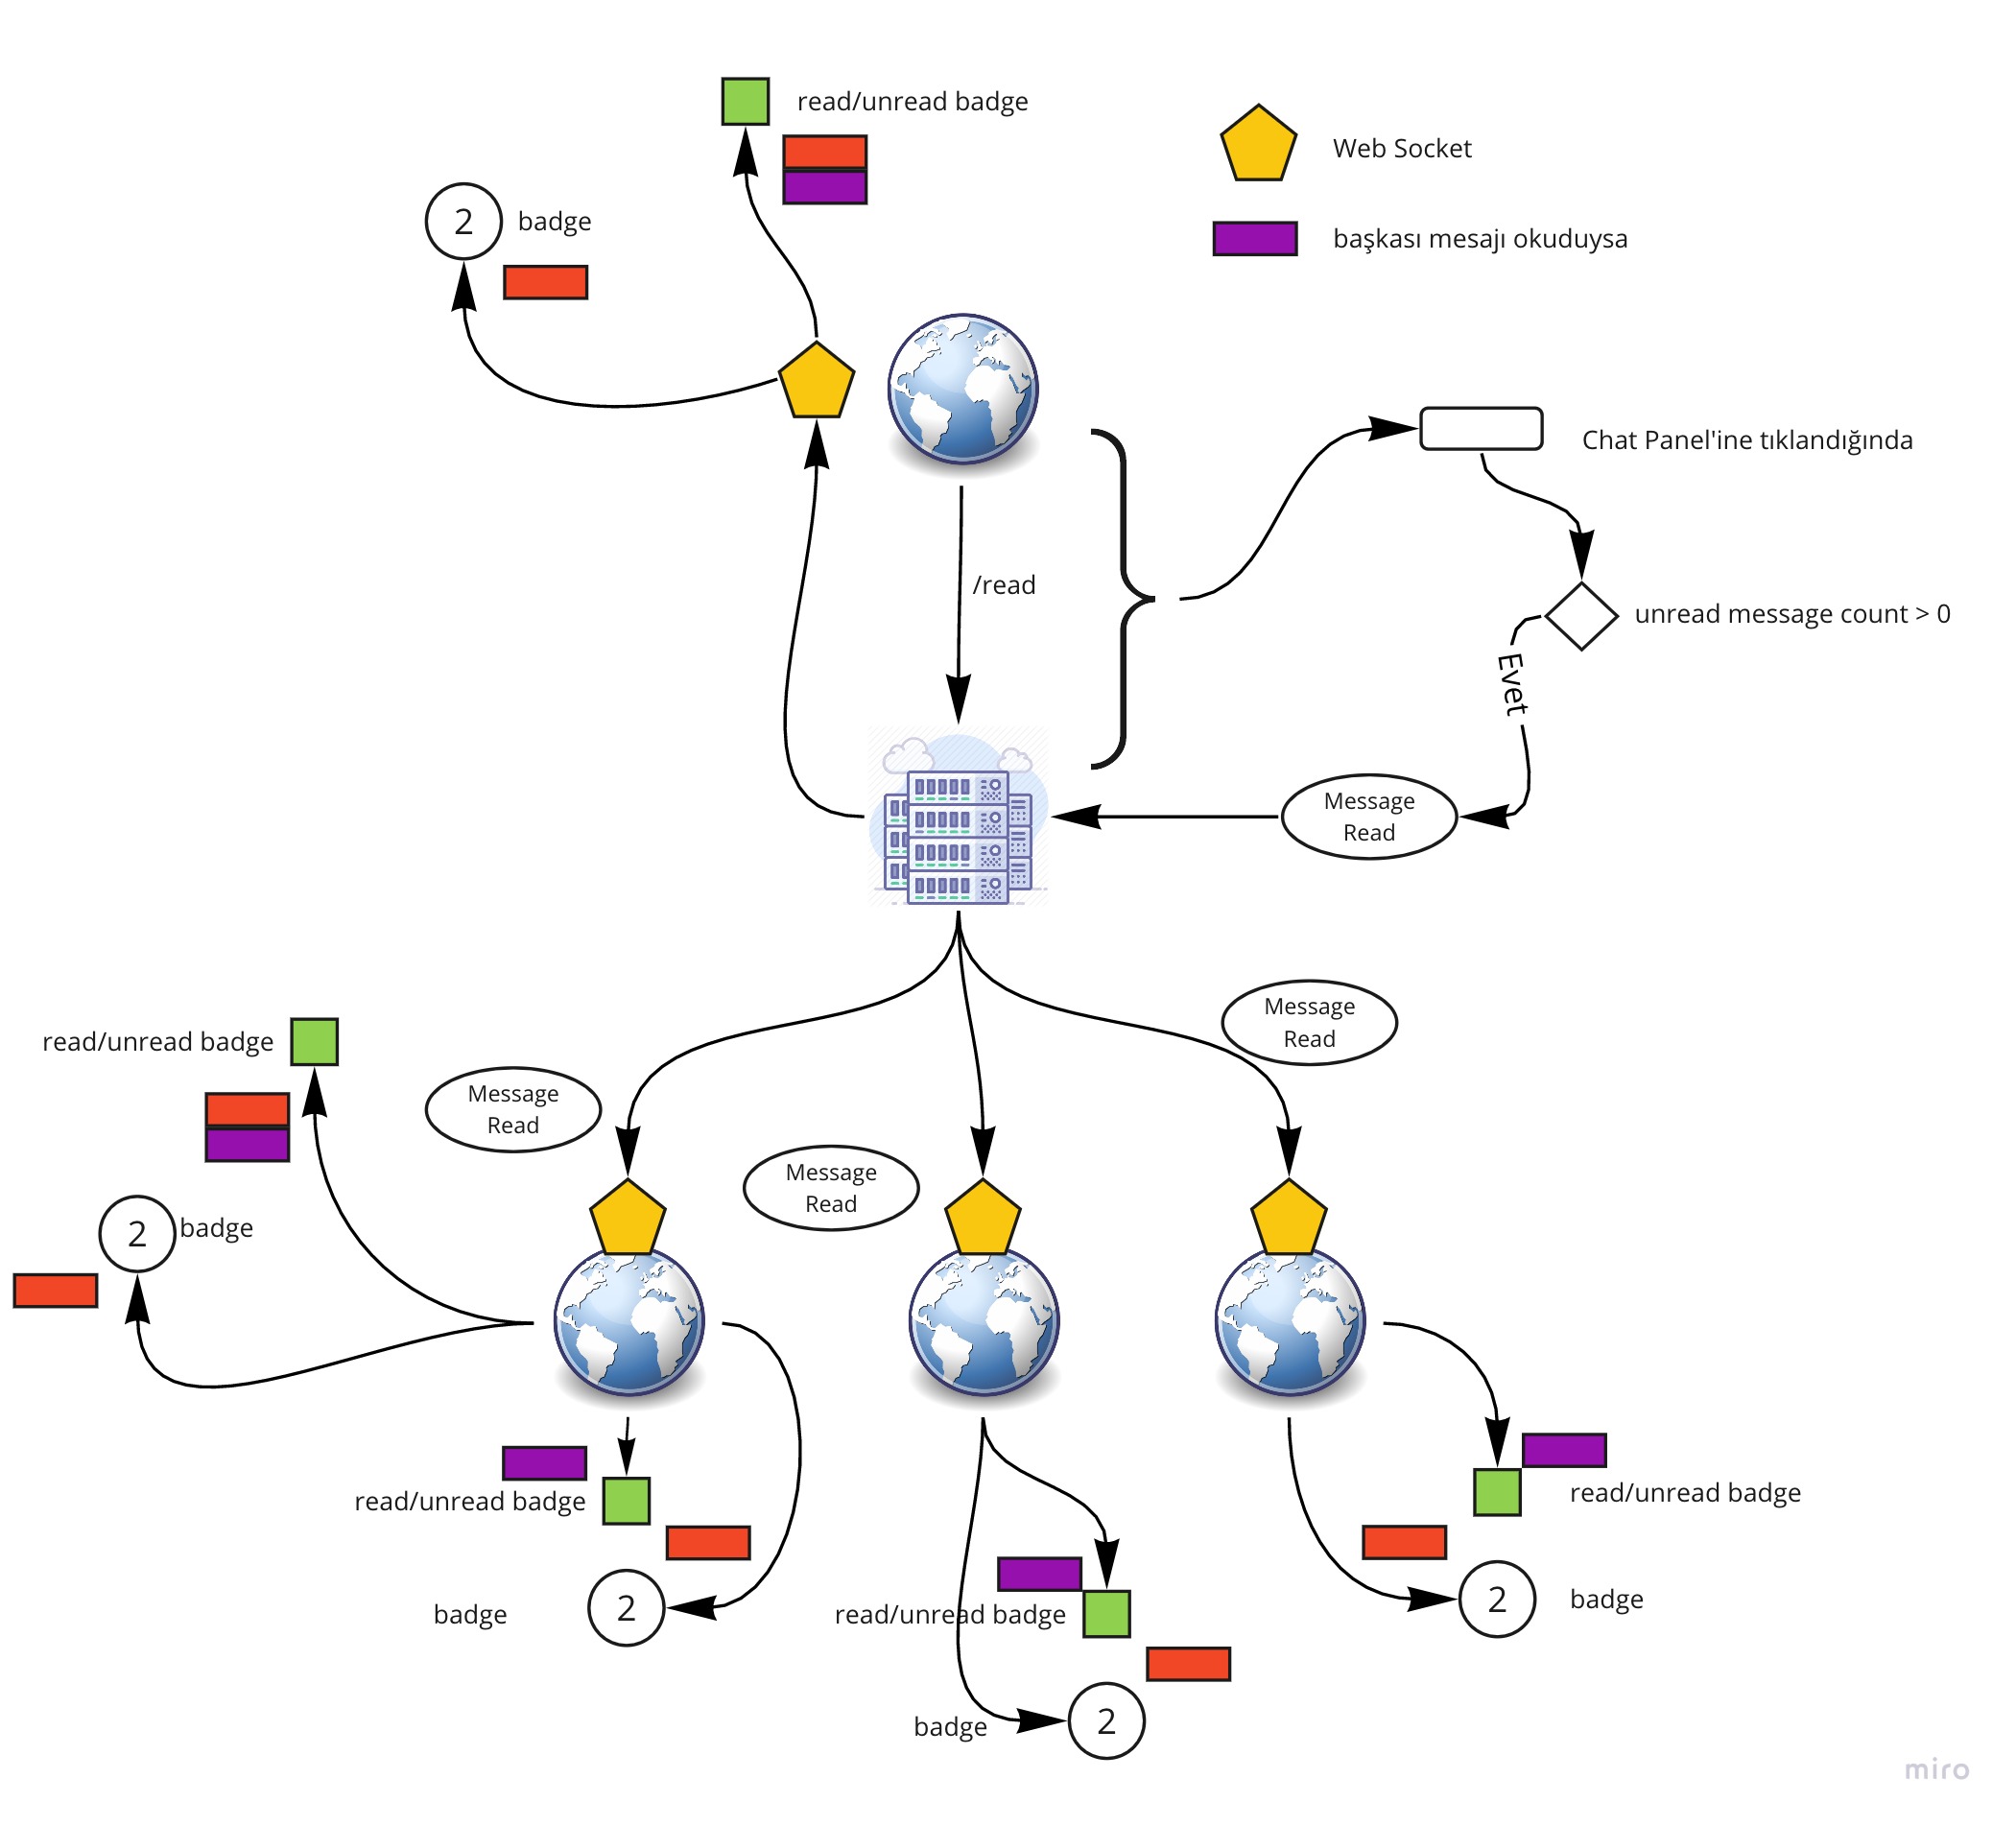 read/unread badge
Web Socket
2
badge
başkası mesajı okuduysa
Chat Panel'ine tıklandığında
/read
unread message count > 0
Evet
Message
Read
Message
Read
read/unread badge
Message
Read
Message
Read
2
badge
read/unread badge
read/unread badge
2
badge
2
badge
read/unread badge
2
badge
miro